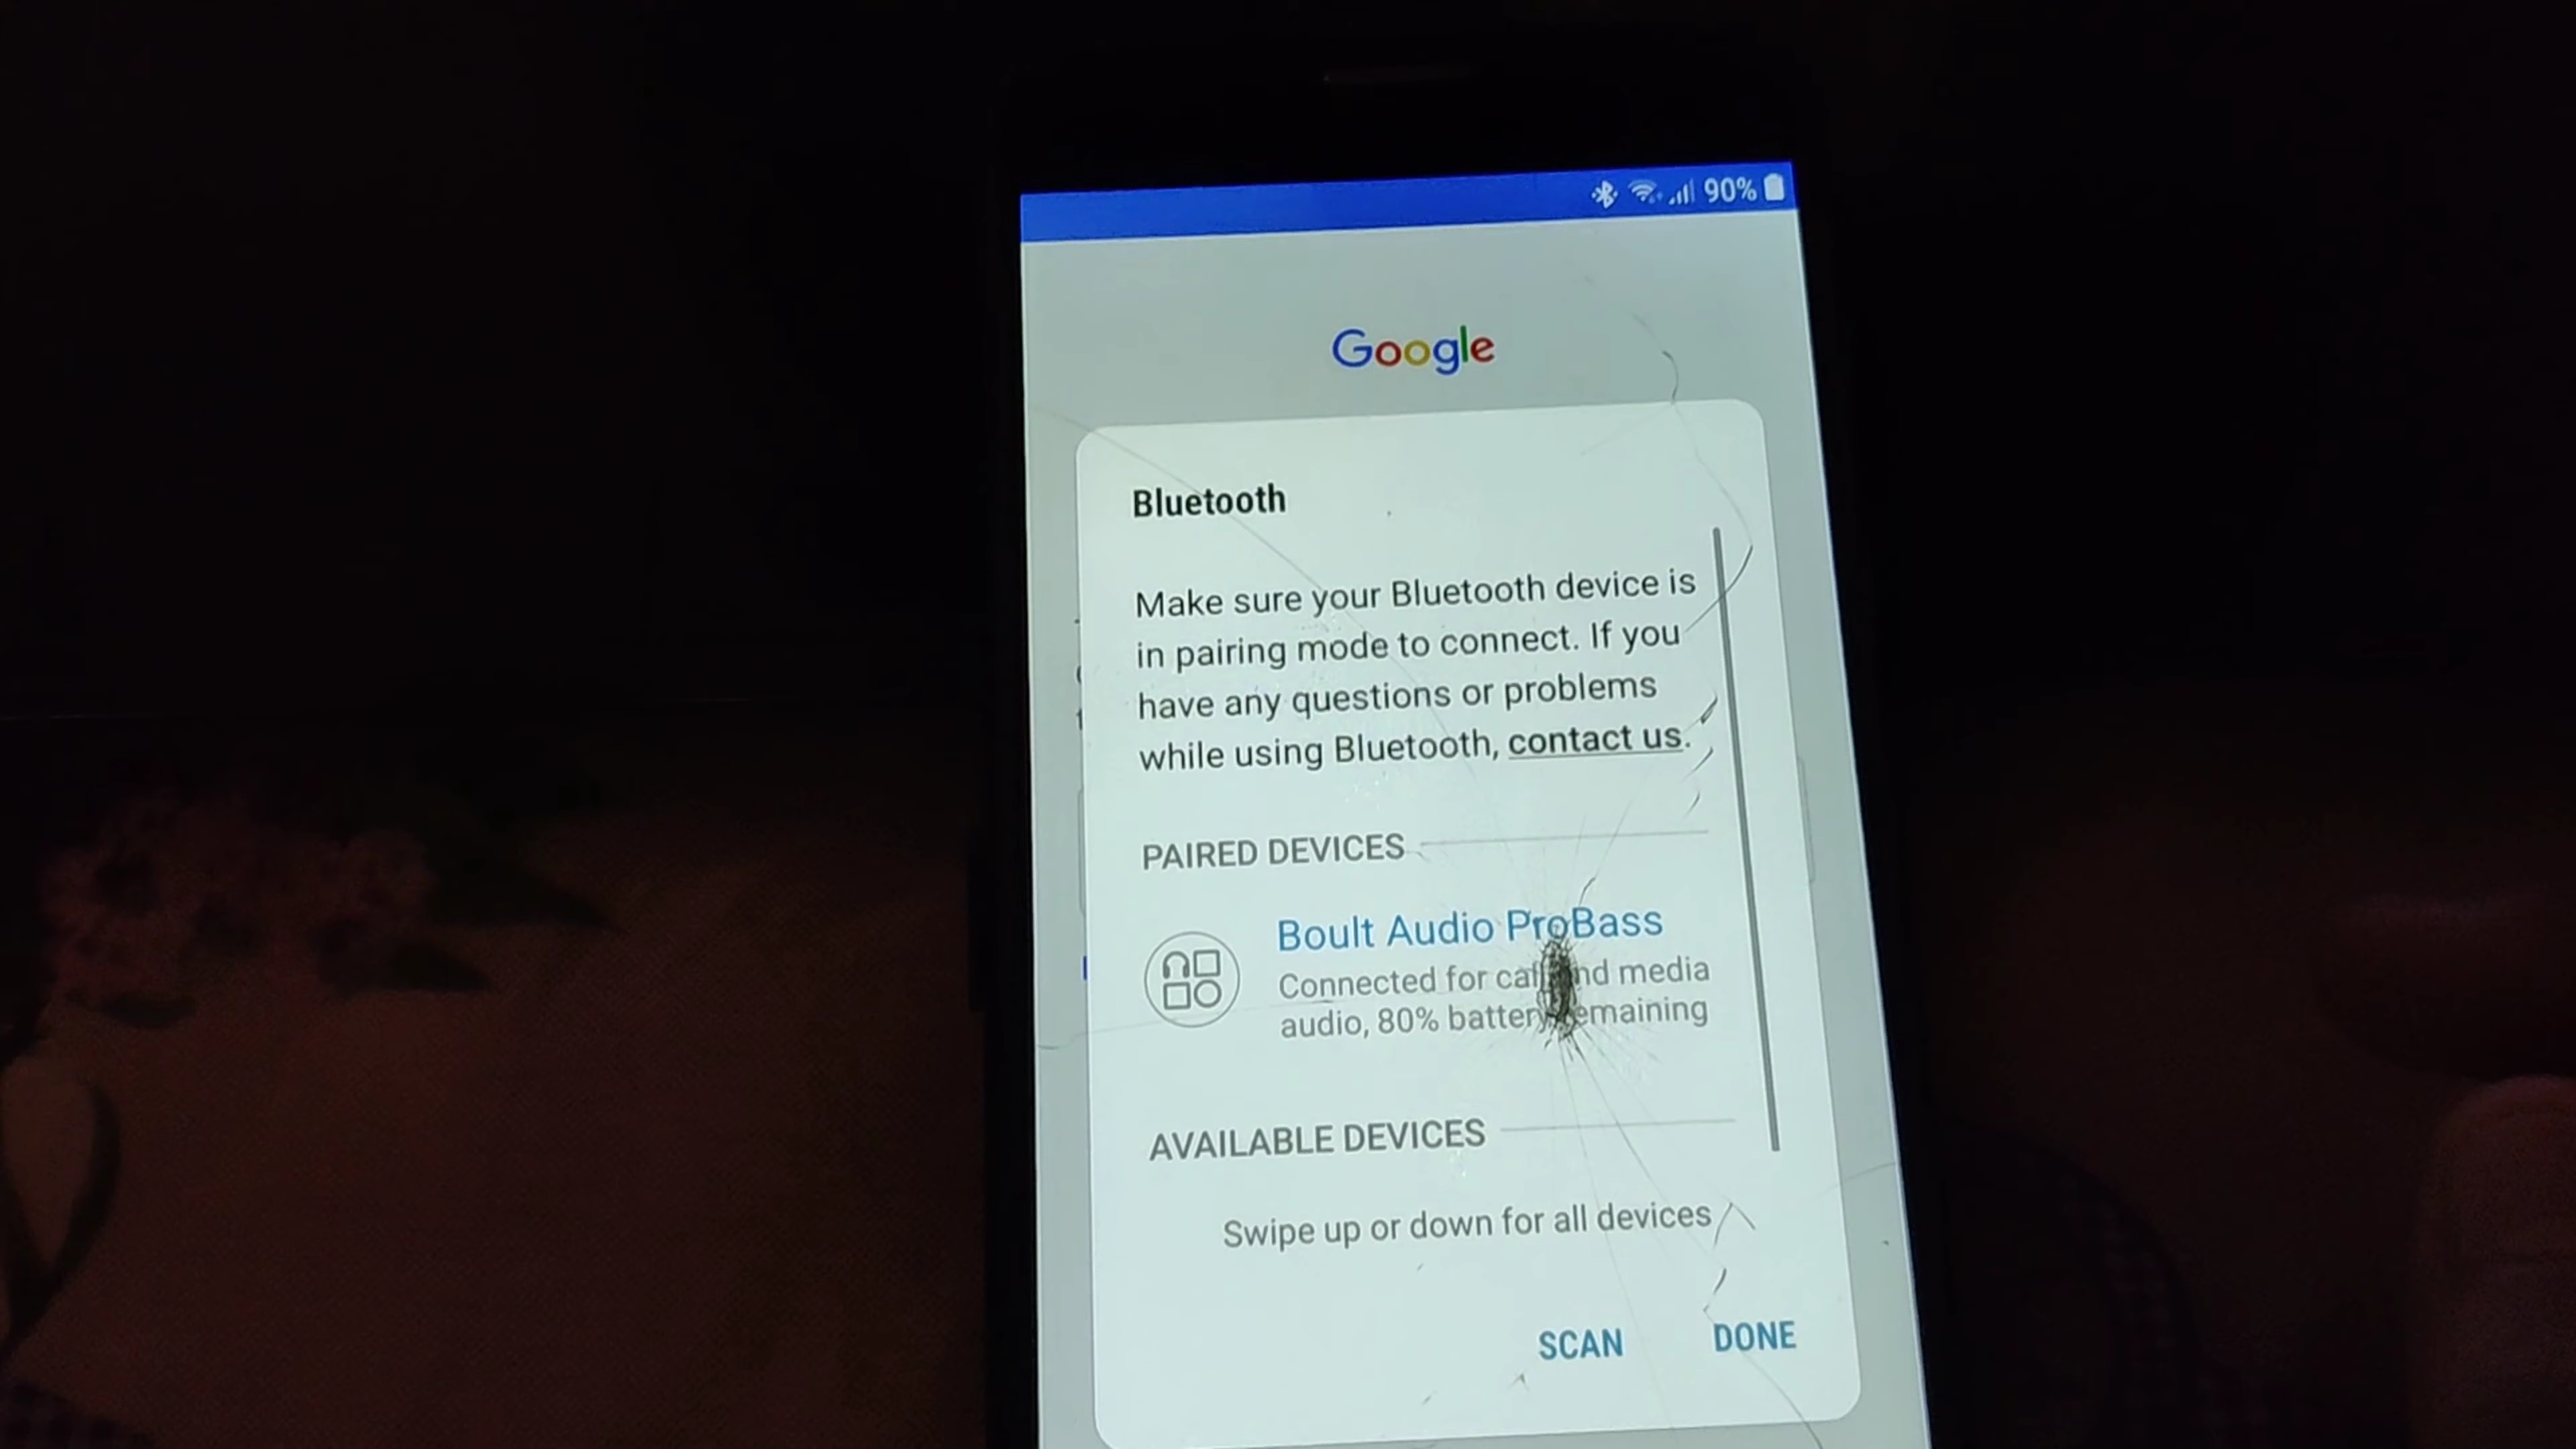 90%
Google
Bluetooth
Make sure your Bluetooth device is
in pairing mode to connect. If you
have any questions or problems
while using Bluetooth, contact us.
PAIRED DEVICES
Boult Audio ProBass
Connected for call and media
audio, 80% battery remaining
AVAILABLE DEVICES
Swipe up or down for all devices
SCAN DONE